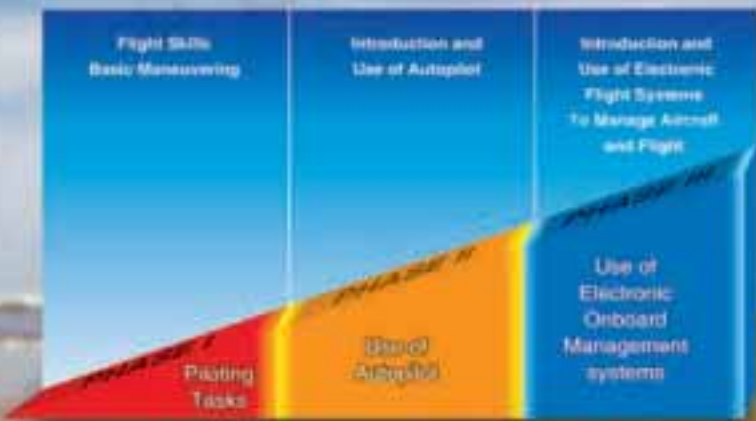 Flight Skills
Basic Maneuvering
Introduction and
Use of Autopilot
Introduction and
Use of Electronic
Flight Systems
To Manage Aircraft
and Flight
PHASE I
Piloting
Tasks
PHASE II
Use of
Autopilot
PHASE III
Use of
Electronic
Onboard
Management
systems